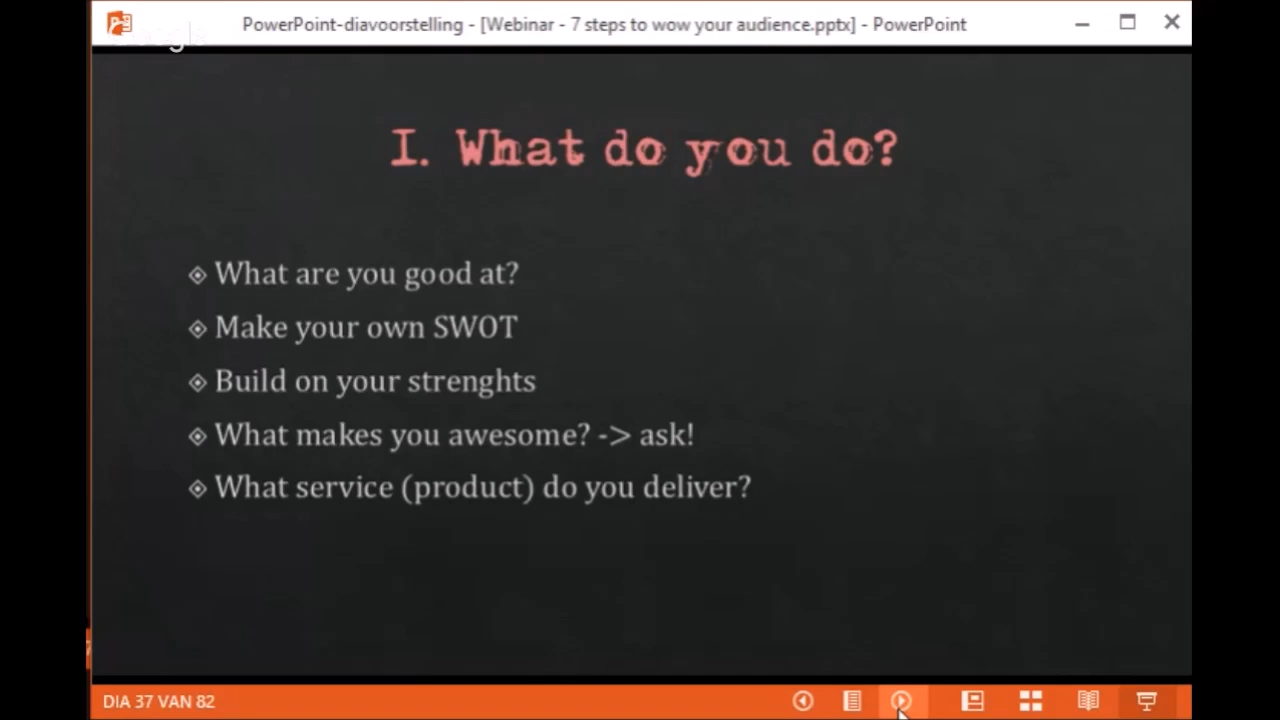 PowerPoint-diavoorstelling - [Webinar - 7 steps to wow your audience.pptx] - PowerPoint
I. What do you do?
What are you good at?
Make your own SWOT
Build on your strenghts
What makes you awesome? -> ask!
What service (product) do you deliver?
DIA 37 VAN 82